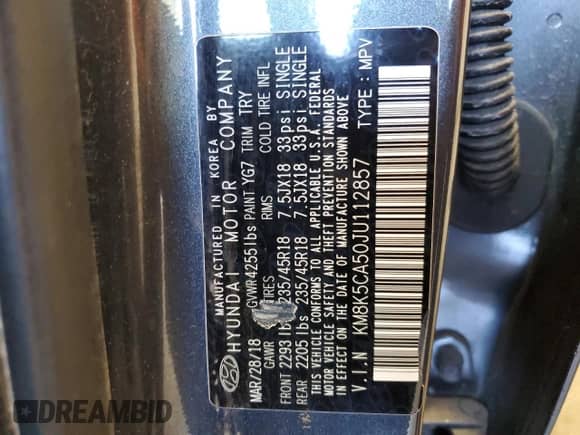 MANUFACTURED IN KOREA BY
HYUNDAI MOTOR COMPANY
MAR/28/18 GVWR 4255lbs PAINT YG7 TRIM TRY
GAWR TIRES RIMS COLD TIRE INFL
FRONT 2293 lb 235/45R18 7.5JX18 33psi SINGLE
REAR 2205 lbs 235/45R18 7.5JX18 33psi SINGLE
THIS VEHICLE CONFORMS TO ALL APPLICABLE U.S.A. FEDERAL
MOTOR VEHICLE SAFETY AND THEFT PREVENTION STANDARDS
IN EFFECT ON THE DATE OF MANUFACTURE SHOWN ABOVE
V.I.N KM8K5CA50JU112857 TYPE : MPV
DREAMBID